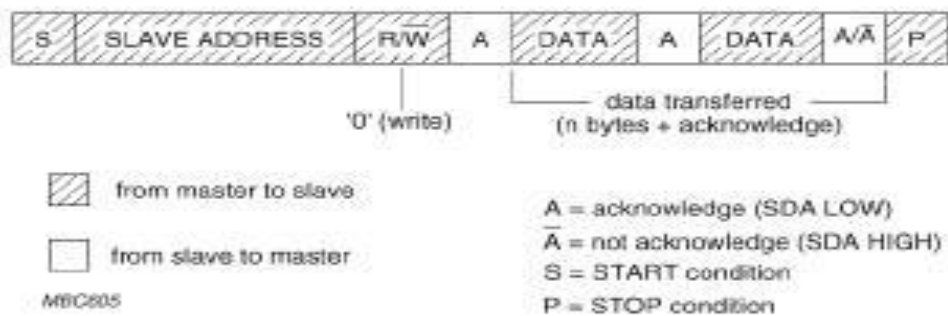 S SLAVE ADDRESS R/W̅ A DATA A DATA A/A̅ P
'0' (write)
data transferred
(n bytes + acknowledge)
from master to slave
from slave to master
A = acknowledge (SDA LOW)
A̅ = not acknowledge (SDA HIGH)
S = START condition
P = STOP condition
MBC605